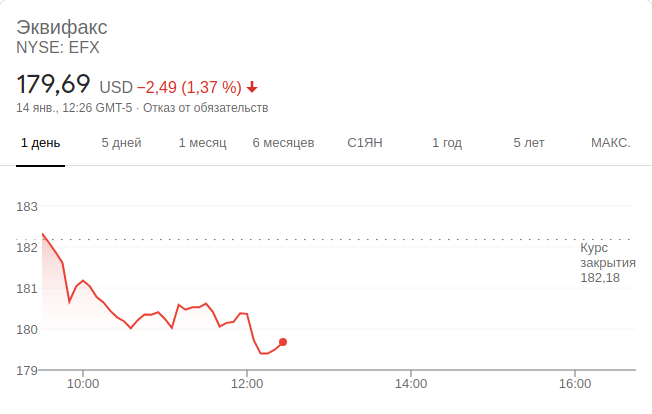 Эквифакс
NYSE: EFX
179,69 USD −2,49 (1,37 %)
14 янв., 12:26 GMT-5 · Отказ от обязательств
1 день 5 дней 1 месяц 6 месяцев С1ЯН 1 год 5 лет МАКС.
183
182
181
180
179
Курс
закрытия
182,18
10:00 12:00 14:00 16:00